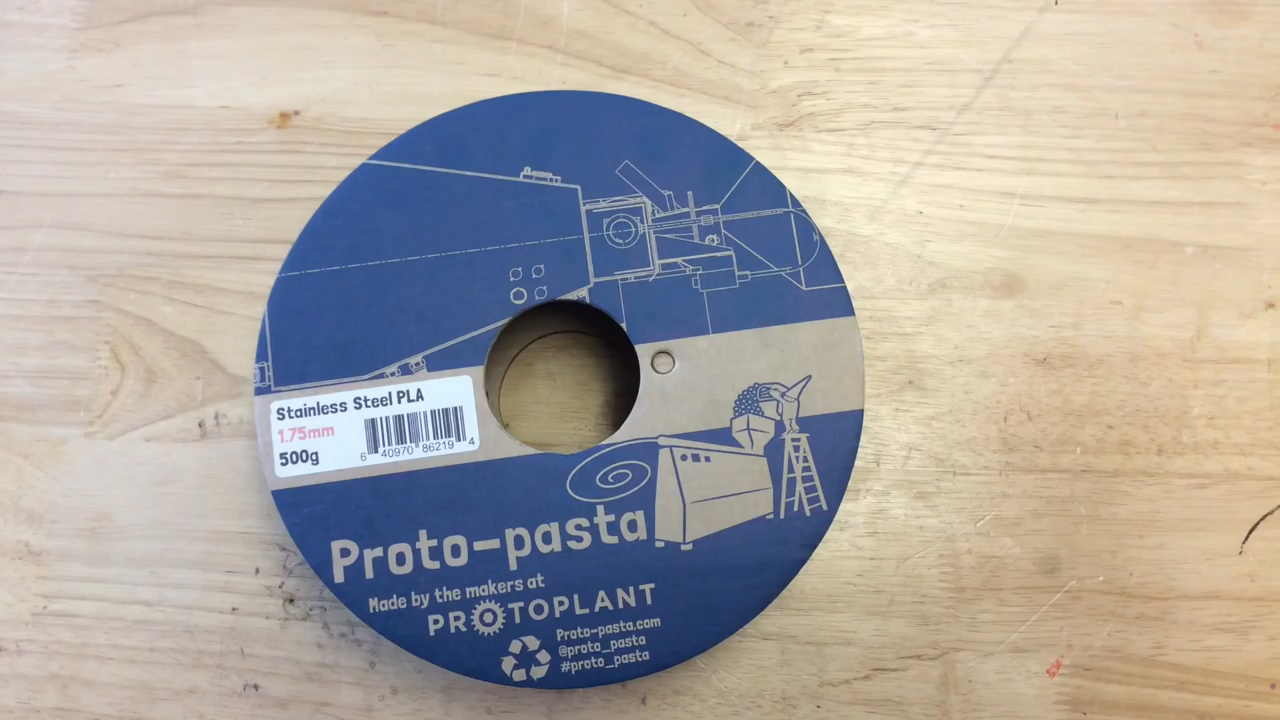 Stainless Steel PLA
1.75mm
500g
6 40970 86219 4
Proto-pasta
Made by the makers at
PROTOPLANT
Proto-pasta.com
@proto_pasta
#proto_pasta